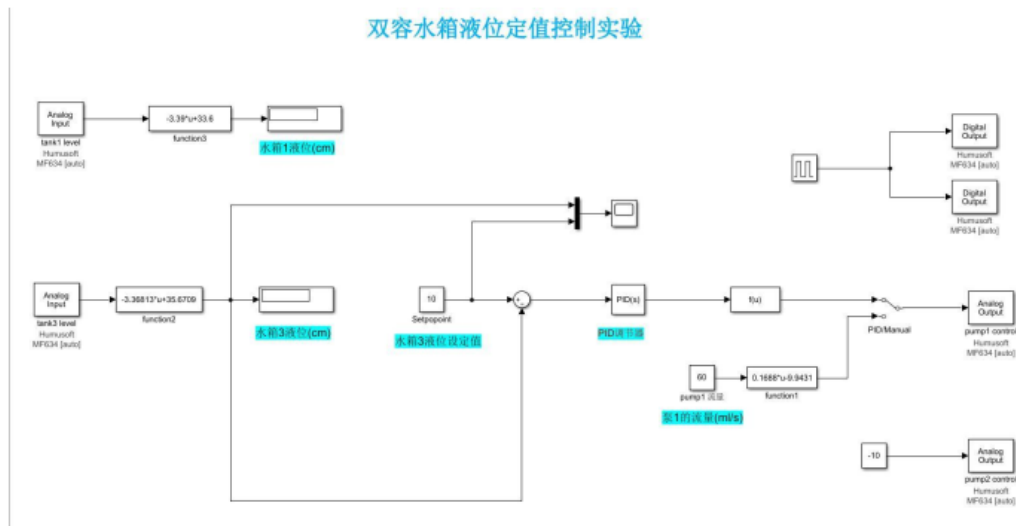 双容水箱液位定值控制实验
Analog
Input
tank1 level
Humusoft
MF634 [auto]
-3.39*u+33.6
function3
水箱1液位(cm)
Digital
Output
Humusoft
MF634 [auto]
Digital
Output
Humusoft
MF634 [auto]
Analog
Input
tank3 level
Humusoft
MF634 [auto]
-3.36813*u+35.6709
function2
水箱3液位(cm)
10
Setpopoint
水箱3液位设定值
+
-
PID(s)
PID调节器
f(u)
PID/Manual
Analog
Output
pump1 control
Humusoft
MF634 [auto]
60
pump1 流量
泵1的流量(ml/s)
0.1688*u-9.9431
function1
-10
Analog
Output
pump2 control
Humusoft
MF634 [auto]